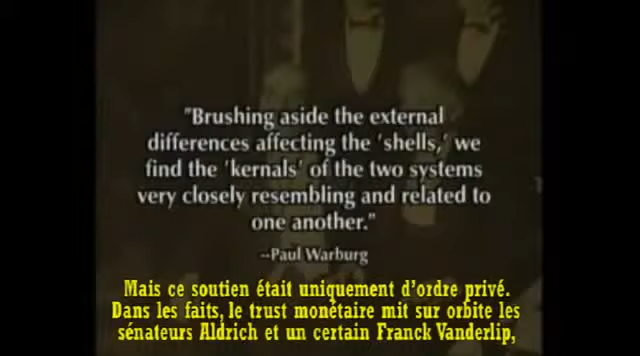 "Brushing aside the external
differences affecting the 'shells,' we
find the 'kernals' of the two systems
very closely resembling and related to
one another."
--Paul Warburg
Mais ce soutien était uniquement d'ordre privé.
Dans les faits, le trust monétaire mit sur orbite les
sénateurs Aldrich et un certain Franck Vanderlip,